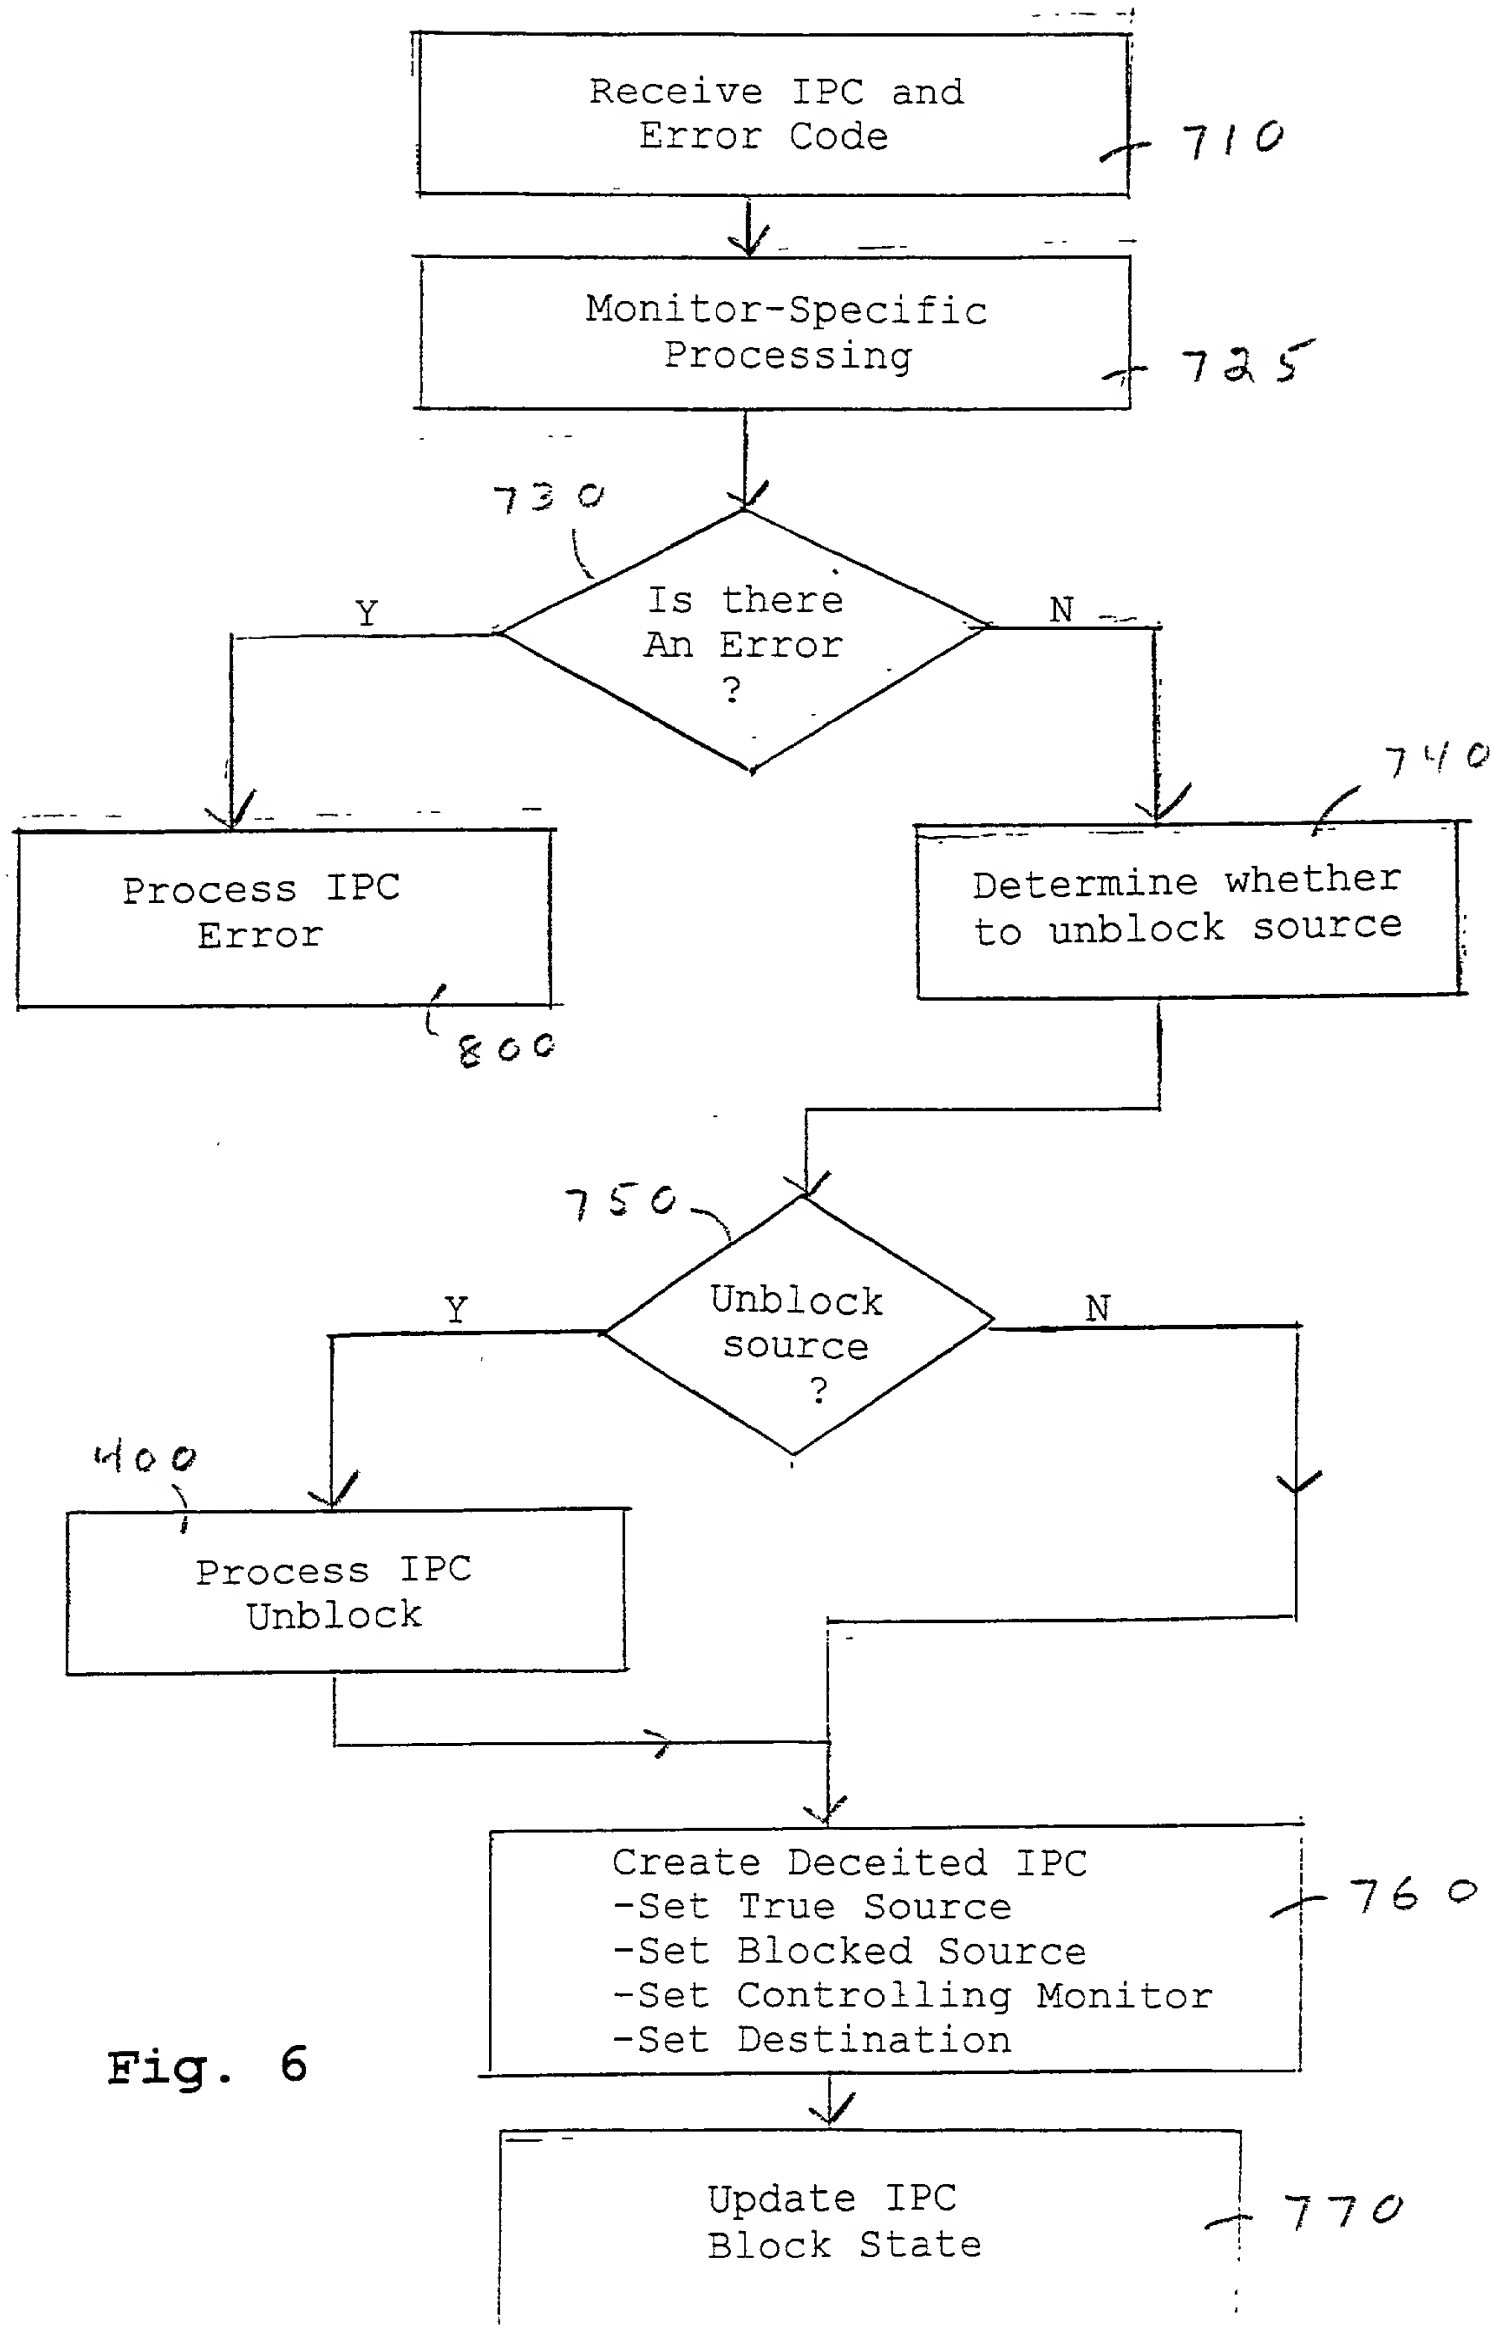 Receive IPC and
Error Code
710
Monitor-Specific
Processing
725
730
Is there
An Error
?
Y
N
740
Process IPC
Error
800
Determine whether
to unblock source
750
Unblock
source
?
Y
N
400
Process IPC
Unblock
Create Deceited IPC
-Set True Source
-Set Blocked Source
-Set Controlling Monitor
-Set Destination
760
Fig. 6
Update IPC
Block State
770